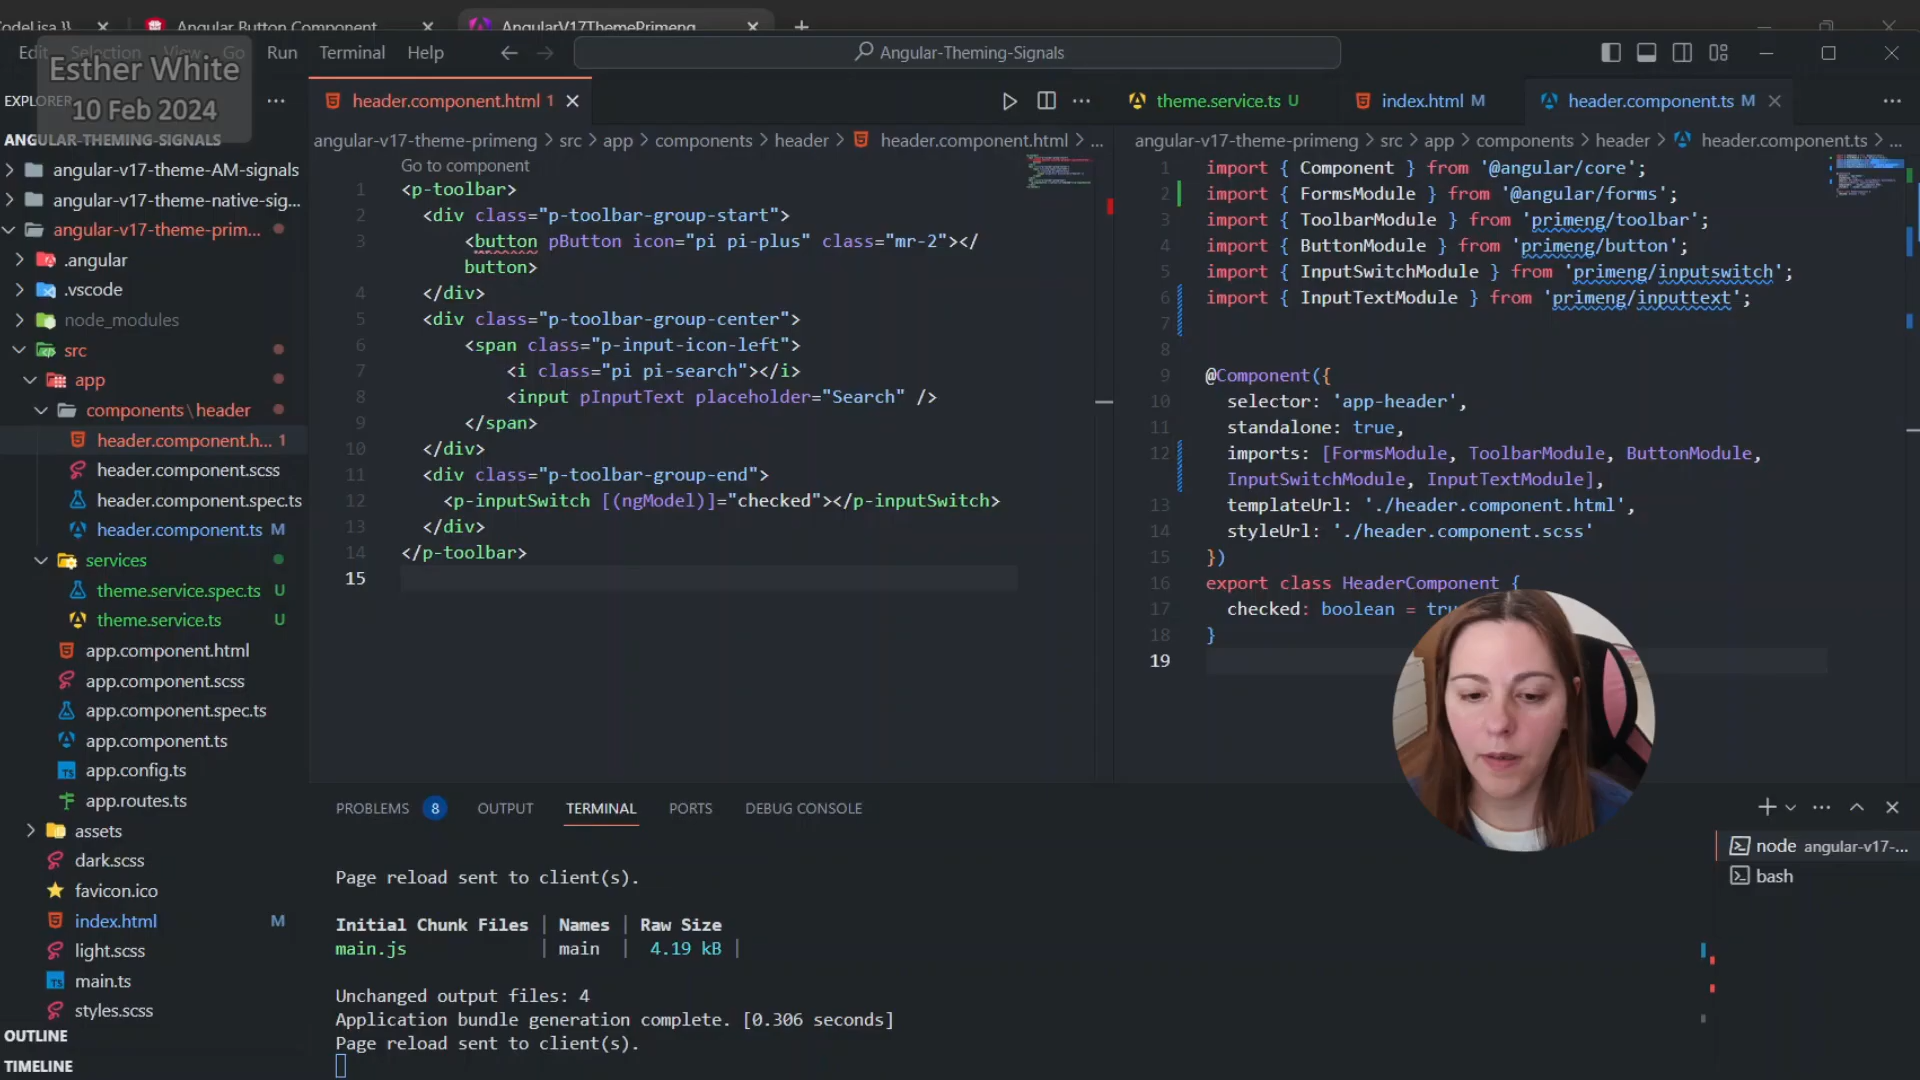 Angular Button Component
AngularV17ThemePrimeng
Edit Selection View Go Run Terminal Help
Angular-Theming-Signals
Esther White
10 Feb 2024
EXPLORER
ANGULAR-THEMING-SIGNALS
angular-v17-theme-AM-signals
angular-v17-theme-native-sig...
angular-v17-theme-prim...
.angular
.vscode
node_modules
src
app
components\header
header.component.h... 1
header.component.scss
header.component.spec.ts
header.component.ts M
services
theme.service.spec.ts U
theme.service.ts U
app.component.html
app.component.scss
app.component.spec.ts
app.component.ts
app.config.ts
app.routes.ts
assets
dark.scss
favicon.ico
index.html M
light.scss
main.ts
styles.scss
OUTLINE
TIMELINE
header.component.html 1
angular-v17-theme-primeng > src > app > components > header > header.component.html > ...
Go to component
1 <p-toolbar>
2 <div class="p-toolbar-group-start">
3 <button pButton icon="pi pi-plus" class="mr-2"></
button>
4 </div>
5 <div class="p-toolbar-group-center">
6 <span class="p-input-icon-left">
7 <i class="pi pi-search"></i>
8 <input pInputText placeholder="Search" />
9 </span>
10 </div>
11 <div class="p-toolbar-group-end">
12 <p-inputSwitch [(ngModel)]="checked"></p-inputSwitch>
13 </div>
14 </p-toolbar>
15
theme.service.ts U
index.html M
header.component.ts M
angular-v17-theme-primeng > src > app > components > header > header.component.ts > ...
1 import { Component } from '@angular/core';
2 import { FormsModule } from '@angular/forms';
3 import { ToolbarModule } from 'primeng/toolbar';
4 import { ButtonModule } from 'primeng/button';
5 import { InputSwitchModule } from 'primeng/inputswitch';
6 import { InputTextModule } from 'primeng/inputtext';
7
8
9 @Component({
10 selector: 'app-header',
11 standalone: true,
12 imports: [FormsModule, ToolbarModule, ButtonModule,
InputSwitchModule, InputTextModule],
13 templateUrl: './header.component.html',
14 styleUrl: './header.component.scss'
15 })
16 export class HeaderComponent {
17 checked: boolean = tru
18 }
19
PROBLEMS 8 OUTPUT TERMINAL PORTS DEBUG CONSOLE
Page reload sent to client(s).
Initial Chunk Files | Names | Raw Size
main.js | main | 4.19 kB |
Unchanged output files: 4
Application bundle generation complete. [0.306 seconds]
Page reload sent to client(s).
node angular-v17-...
bash